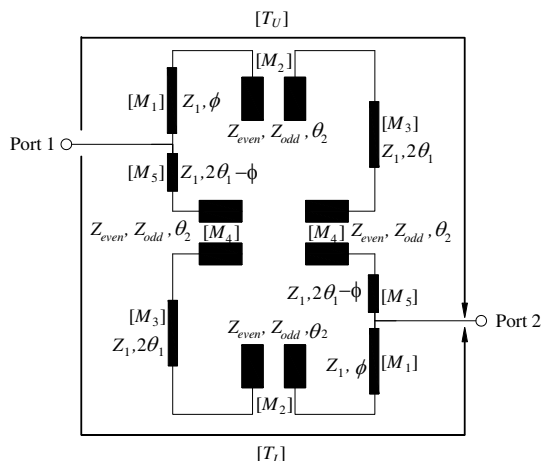 [T_U]
[M_2]
[M_1] Z_1, ϕ
Z_even, Z_odd, θ_2
[M_3]
Z_1, 2θ_1
Port 1
[M_5] Z_1, 2θ_1−ϕ
Z_even, Z_odd, θ_2 [M_4] [M_4] Z_even, Z_odd, θ_2
Z_1, 2θ_1−ϕ [M_5]
[M_3]
Z_1, 2θ_1
Z_even, Z_odd, θ_2
Port 2
Z_1, ϕ [M_1]
[M_2]